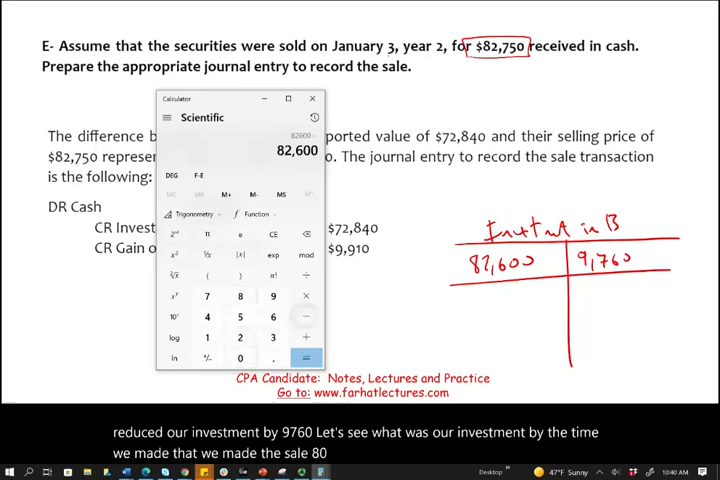 E- Assume that the securities were sold on January 3, year 2, for $82,750 received in cash.
Prepare the appropriate journal entry to record the sale.
The difference b
ported value of $72,840 and their selling price of
$82,750 represen
0. The journal entry to record the sale transaction
is the following:
DR Cash
CR Invest
$72,840
CR Gain o
$9,910
Calculator
Scientific
82600 −
82,600
DEG F-E
MC MR M+ M- MS M˅
Trigonometry Function
2ⁿᵈ π e CE
x² ¹/x |x| exp mod
√x ( ) n! ÷
xʸ 7 8 9 ×
10ˣ 4 5 6 −
log 1 2 3 +
ln +/- 0 . =
in B
82,600 9,760
CPA Candidate: Notes, Lectures and Practice
Go to: www.farhatlectures.com
reduced our investment by 9760 Let's see what was our investment by the time
we made that we made the sale 80
Desktop
47°F Sunny
10:40 AM